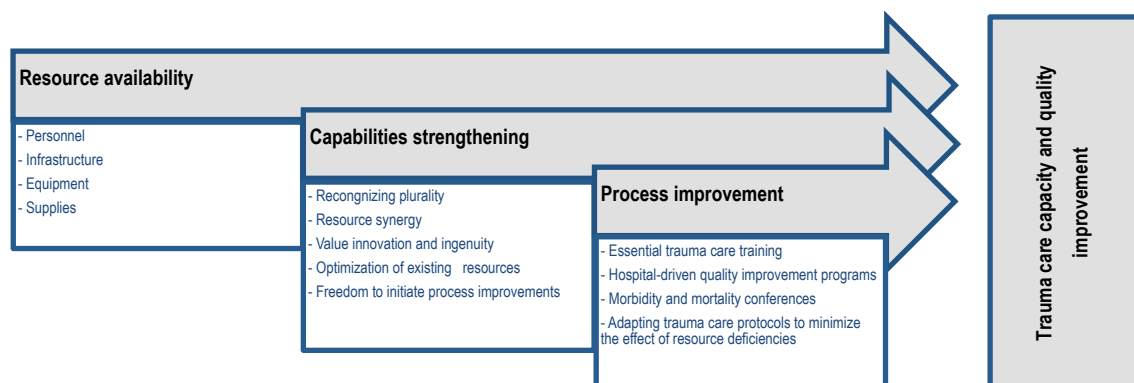 Resource availability
- Personnel
- Infrastructure
- Equipment
- Supplies
Capabilities strengthening
- Recongnizing plurality
- Resource synergy
- Value innovation and ingenuity
- Optimization of existing resources
- Freedom to initiate process improvements
Process improvement
- Essential trauma care training
- Hospital-driven quality improvement programs
- Morbidity and mortality conferences
- Adapting trauma care protocols to minimize
the effect of resource deficiencies
Trauma care capacity and quality
improvement